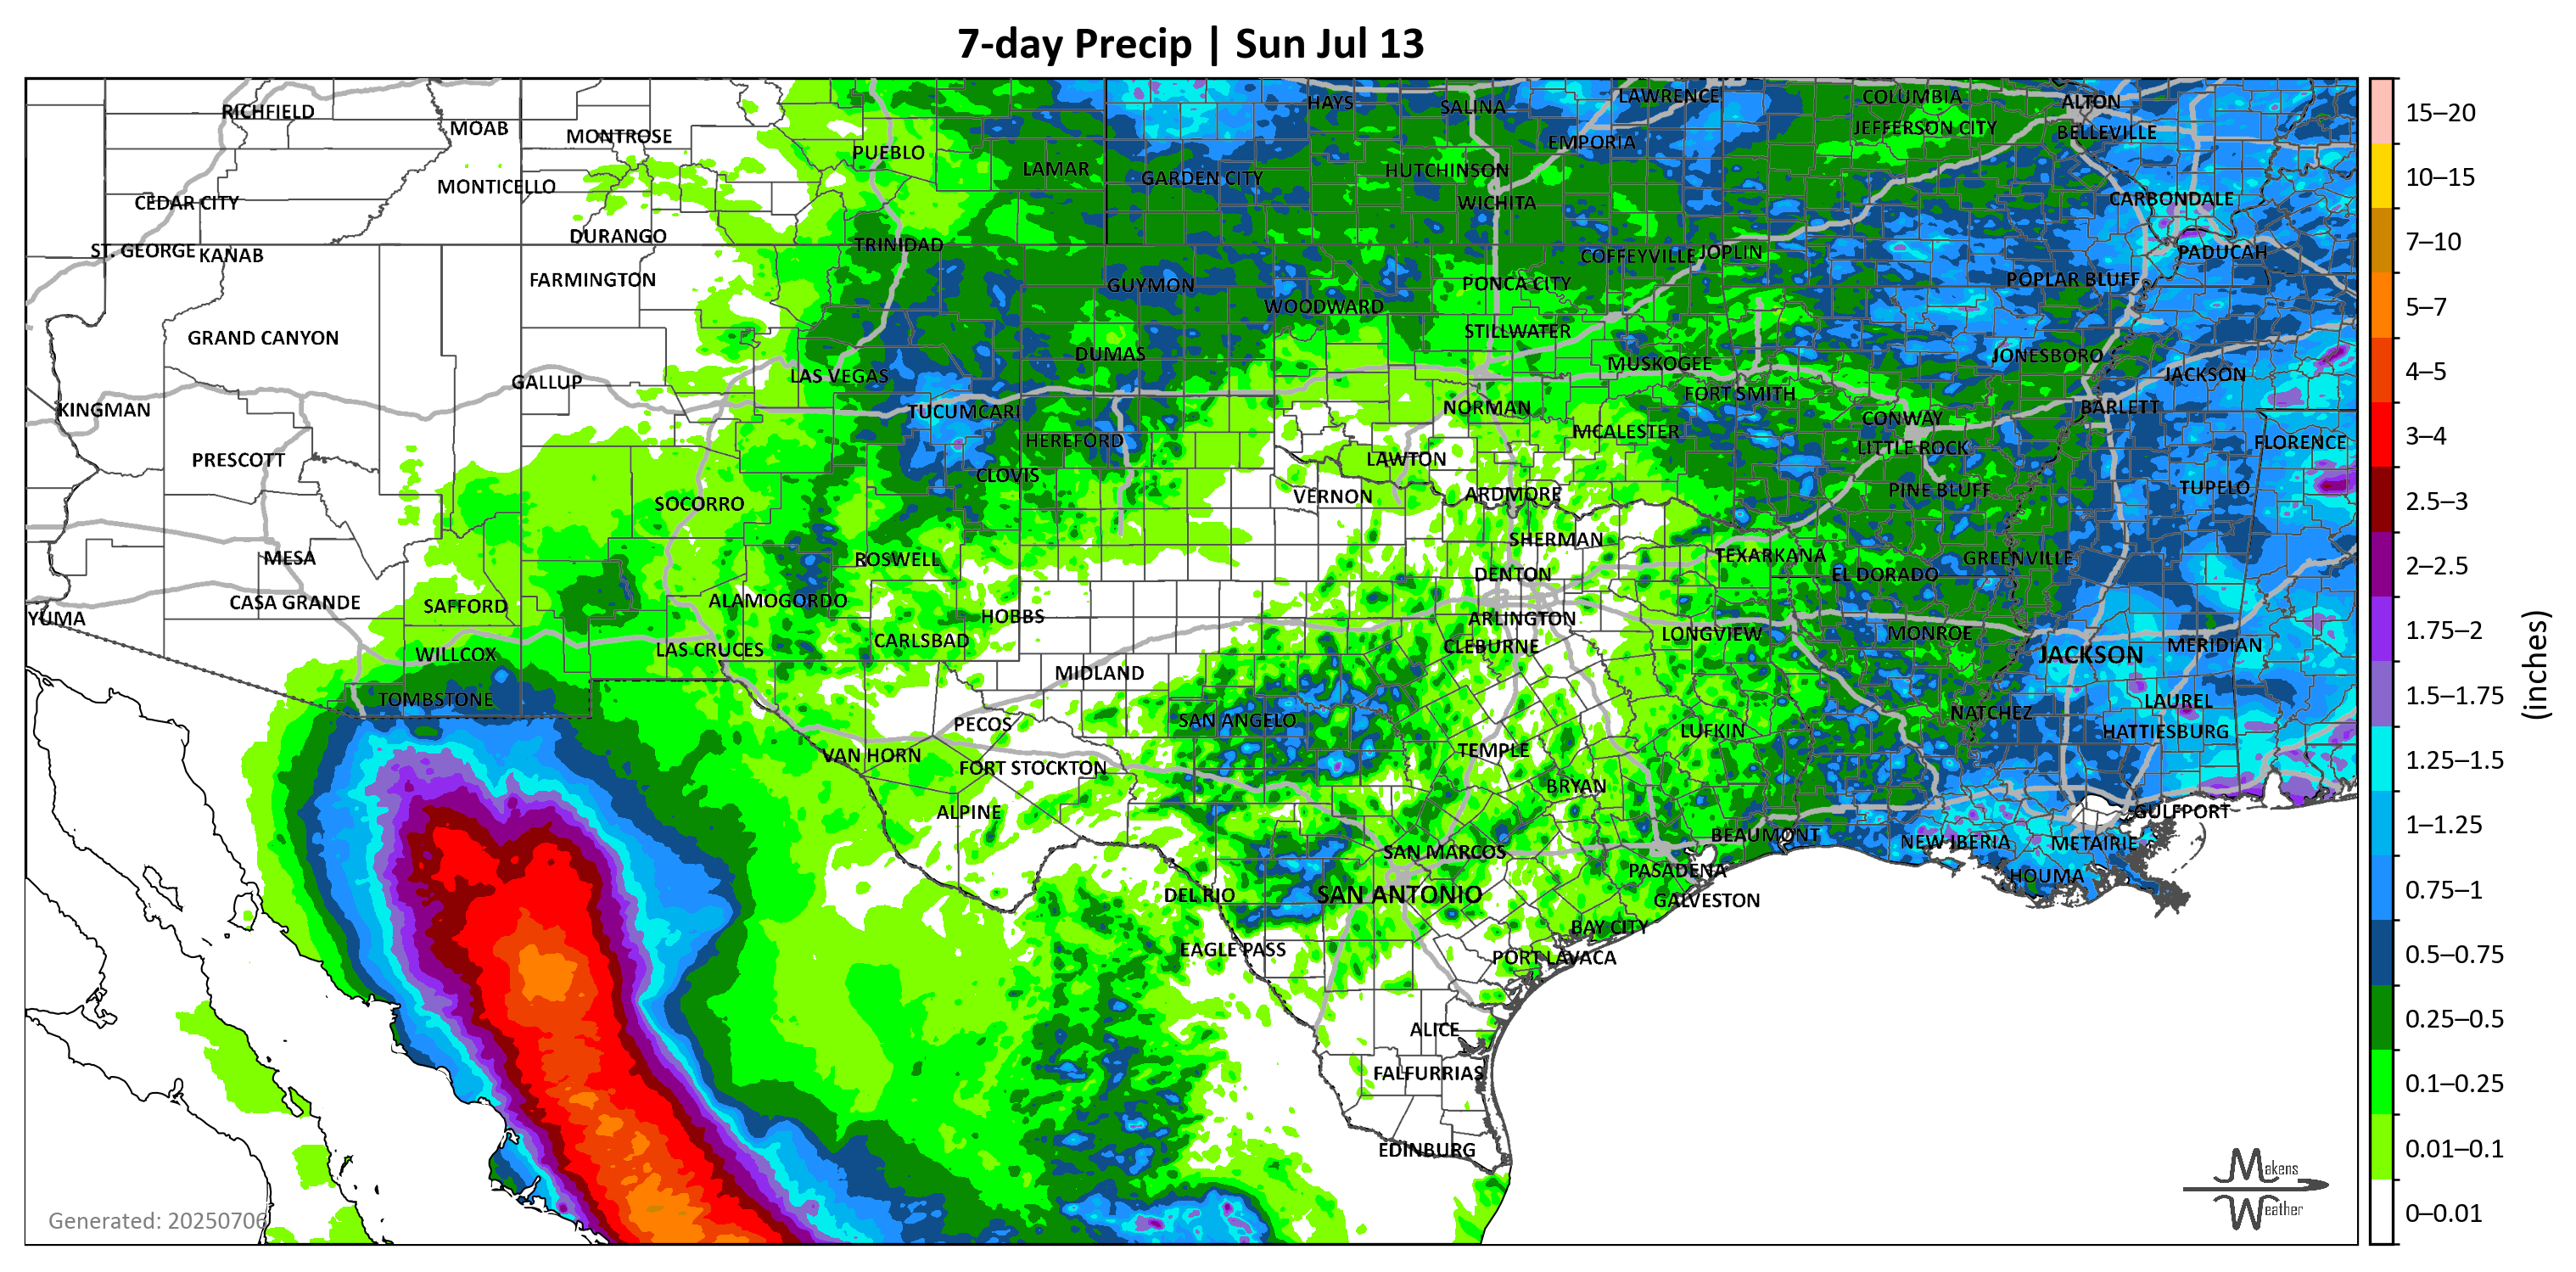 7-day Precip | Sun Jul 13
RICHFIELD
MOAB
MONTROSE
PUEBLO
LAMAR
HAYS
SALINA
LAWRENCE
COLUMBIA
ALTON
EMPORIA
JEFFERSON CITY
BELLEVILLE
MONTICELLO
GARDEN CITY
HUTCHINSON
WICHITA
CARBONDALE
CEDAR CITY
DURANGO
TRINIDAD
ST. GEORGE
KANAB
COFFEYVILLE
JOPLIN
PADUCAH
FARMINGTON
GUYMON
PONCA CITY
POPLAR BLUFF
WOODWARD
GRAND CANYON
STILLWATER
DUMAS
JONESBORO
MUSKOGEE
GALLUP
LAS VEGAS
FORT SMITH
JACKSON
KINGMAN
TUCUMCARI
NORMAN
CONWAY
BARLETT
HEREFORD
MCALESTER
LITTLE ROCK
FLORENCE
PRESCOTT
LAWTON
CLOVIS
SOCORRO
VERNON
ARDMORE
PINE BLUFF
TUPELO
MESA
ROSWELL
SHERMAN
TEXARKANA
GREENVILLE
DENTON
EL DORADO
CASA GRANDE
SAFFORD
ALAMOGORDO
YUMA
HOBBS
ARLINGTON
WILLCOX
LAS CRUCES
CARLSBAD
CLEBURNE
LONGVIEW
MONROE
JACKSON
MERIDIAN
MIDLAND
TOMBSTONE
PECOS
SAN ANGELO
NATCHEZ
LAUREL
VAN HORN
FORT STOCKTON
TEMPLE
LUFKIN
HATTIESBURG
ALPINE
BRYAN
GULFPORT
SAN MARCOS
BEAUMONT
NEW IBERIA
METAIRIE
DEL RIO
SAN ANTONIO
PASADENA
GALVESTON
HOUMA
EAGLE PASS
BAY CITY
PORT LAVACA
ALICE
FALFURRIAS
EDINBURG
Generated: 20250706
Makens
Weather
15–20
10–15
7–10
5–7
4–5
3–4
2.5–3
2–2.5
1.75–2
1.5–1.75
1.25–1.5
1–1.25
0.75–1
0.5–0.75
0.25–0.5
0.1–0.25
0.01–0.1
0–0.01
(inches)